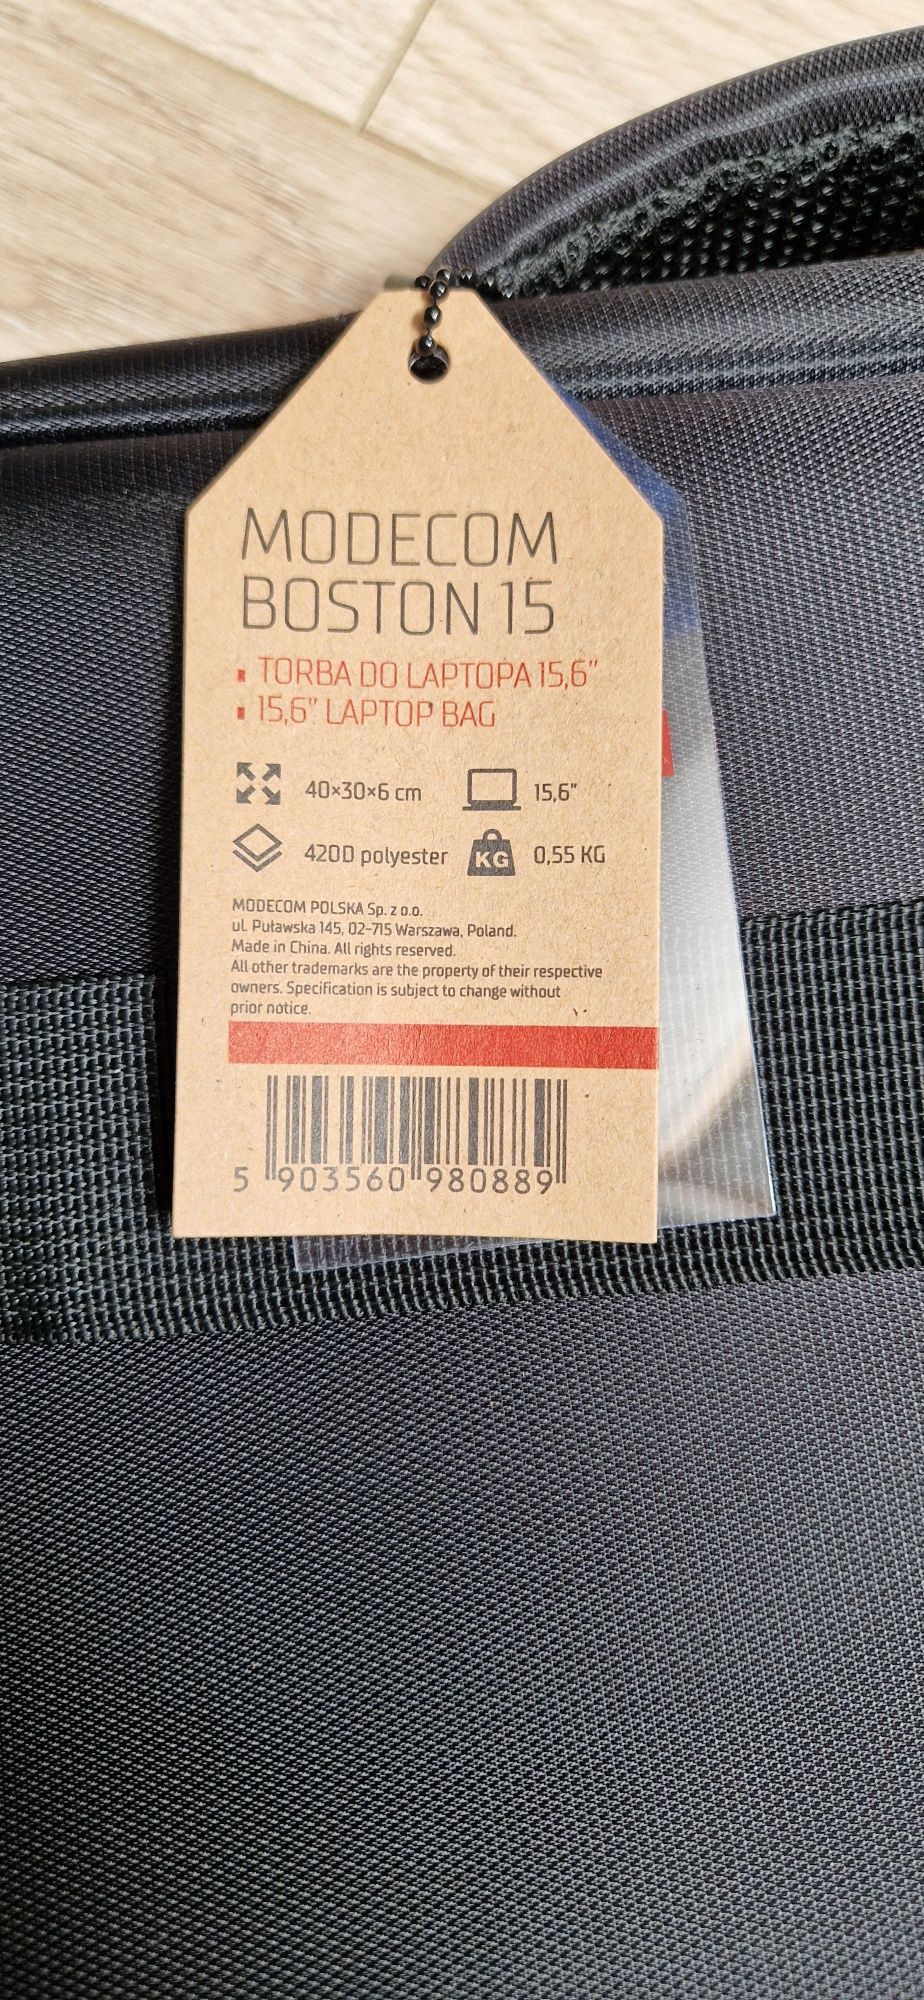 MODECOM
BOSTON 15
▪ TORBA DO LAPTOPA 15,6"
▪ 15,6" LAPTOP BAG
40×30×6 cm 15,6"
420D polyester KG 0,55 KG
MODECOM POLSKA Sp. z o.o.
ul. Puławska 145, 02-715 Warszawa, Poland.
Made in China. All rights reserved.
All other trademarks are the property of their respective
owners. Specification is subject to change without
prior notice.
5 903560 980889